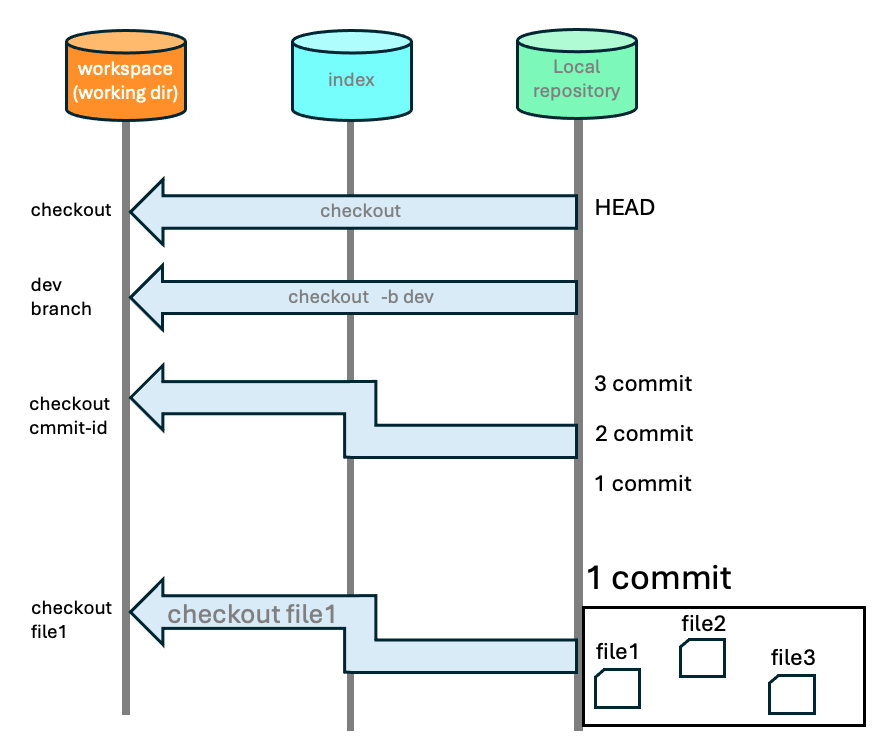 workspace
(working dir)
index
Local
repository
checkout
checkout
HEAD
dev
branch
checkout -b dev
checkout
cmmit-id
3 commit
2 commit
1 commit
1 commit
checkout
file1
checkout file1
file1
file2
file3